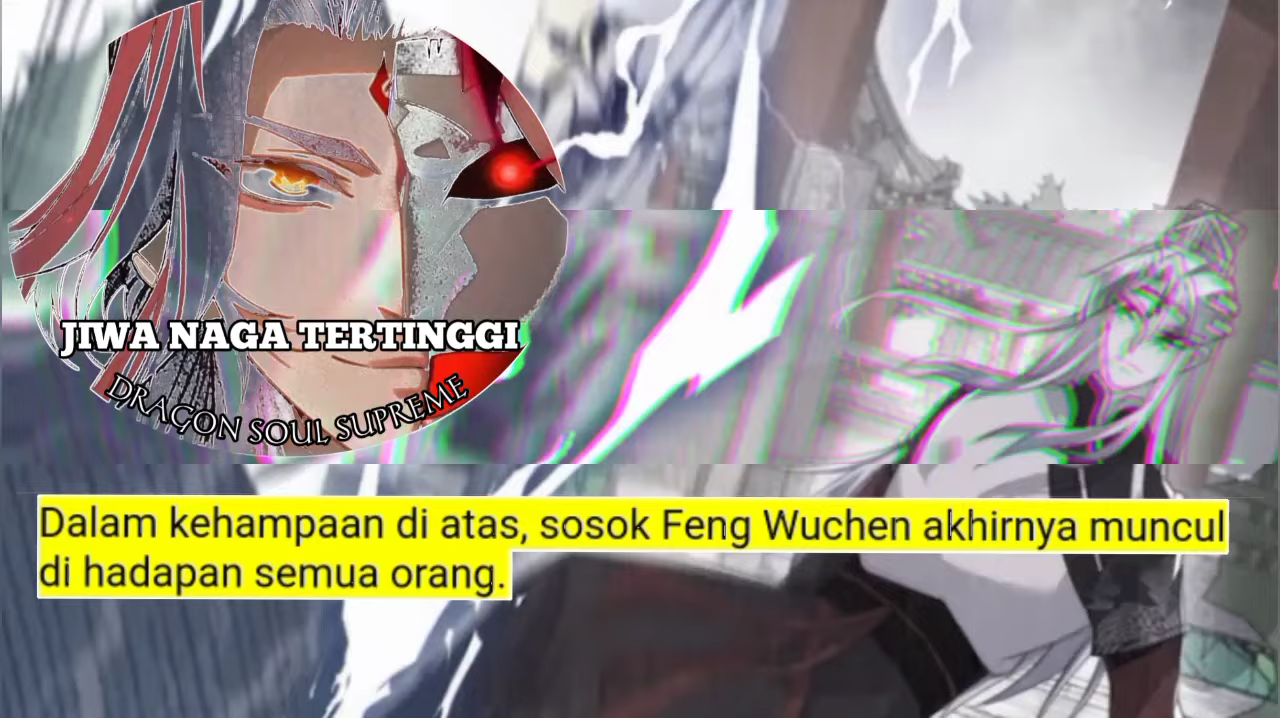 JIWA NAGA TERTINGGI
DRAGON SOUL SUPREME
Dalam kehampaan di atas, sosok Feng Wuchen akhirnya muncul
di hadapan semua orang.